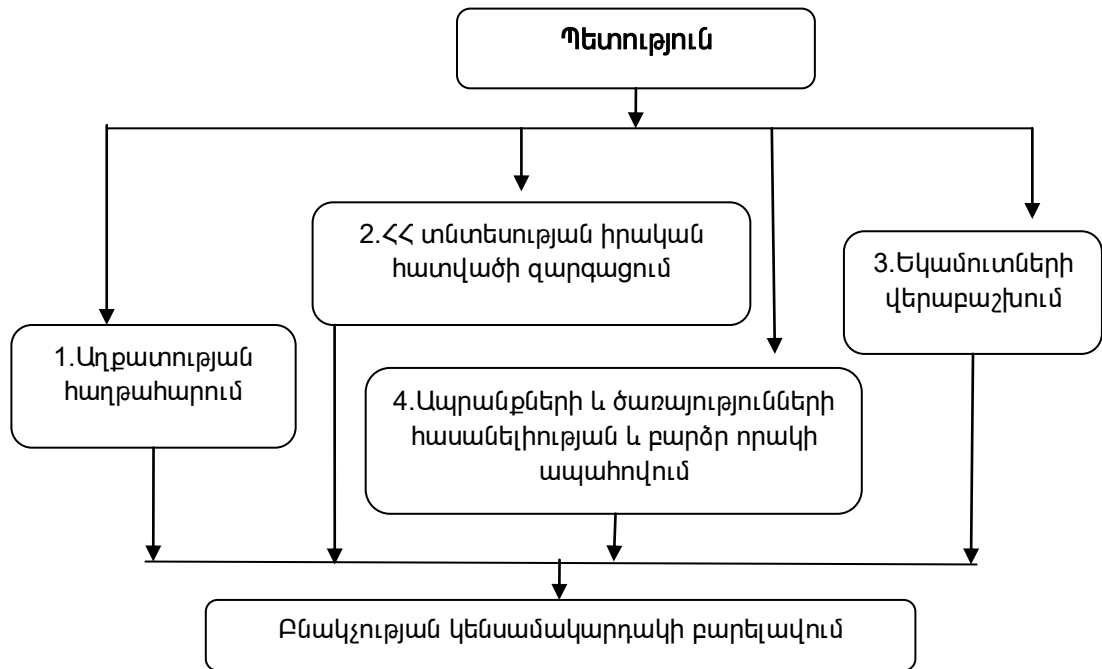 Պետություն
2.ՀՀ տնտեսության իրական
հատվածի զարգացում
3.Եկամուտների
վերաբաշխում
1.Աղքատության
հաղթահարում
4.Ապրանքների և ծառայությունների
հասանելիության և բարձր որակի
ապահովում
Բնակչության կենսամակարդակի բարելավում